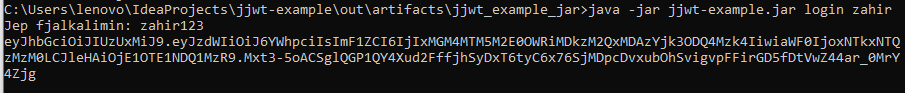 C:\Users\lenovo\IdeaProjects\jjwt-example\out\artifacts\jjwt_example_jar>java -jar jjwt-example.jar login zahir
Jep fjalkalimin: zahir123
eyJhbGciOiJIUzUxMiJ9.eyJzdWIiOiJ6YWhpciIsImF1ZCI6IjIxMGM4MTM5M2E0OWRiMDkzM2QxMDAzYjk3ODQ4Mzk4IiwiaWF0IjoxNTkxNTQ
zMzM0LCJleHAiOjE1OTE1NDQ1MzR9.Mxt3-5oACSglQGP1QY4Xud2FffjhSyDxT6tyC6x76SjMDpcDvxubOhSvigvpFFirGD5fDtVwZ44ar_0MrY
4Zjg